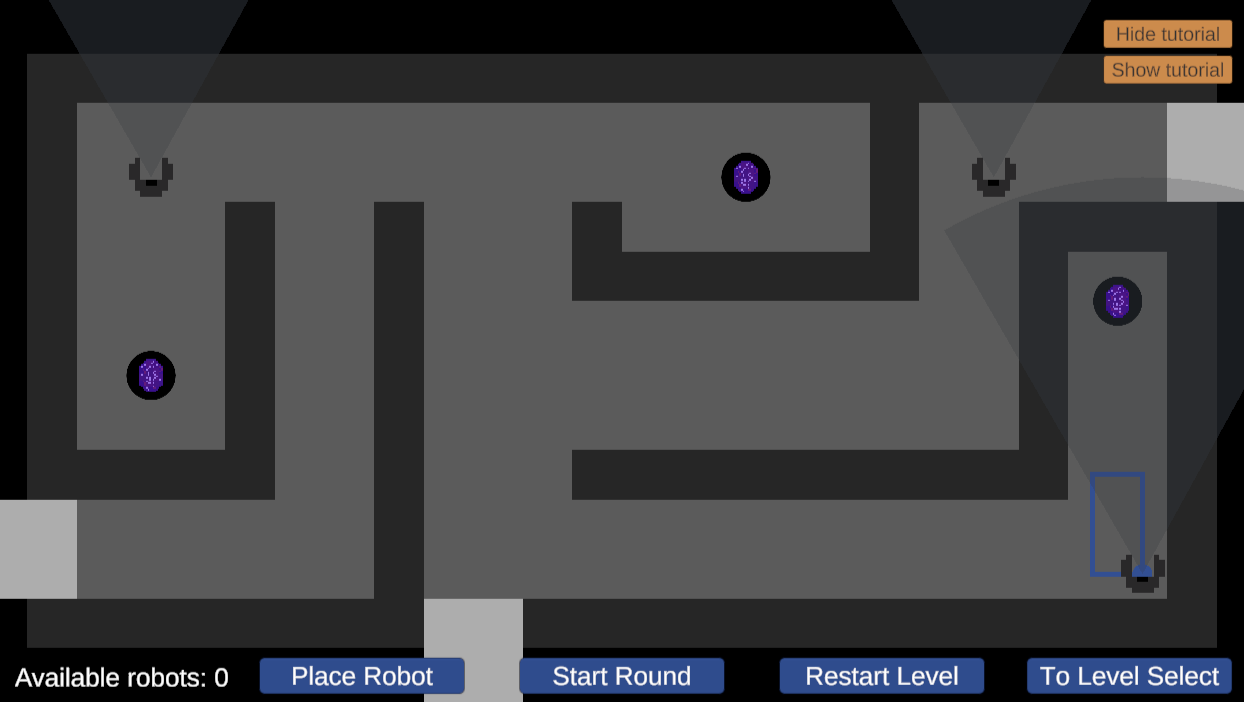 Hide tutorial
Show tutorial
Available robots: 0
Place Robot
Start Round
Restart Level
To Level Select